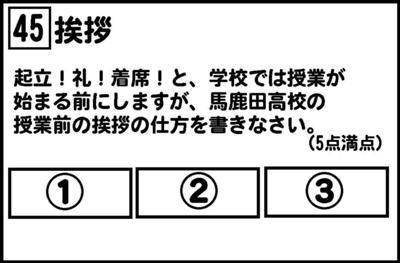 45 挨拶
起立！礼！着席！と、学校では授業が
始まる前にしますが、馬鹿田高校の
授業前の挨拶の仕方を書きなさい。
（5点満点）
① ② ③